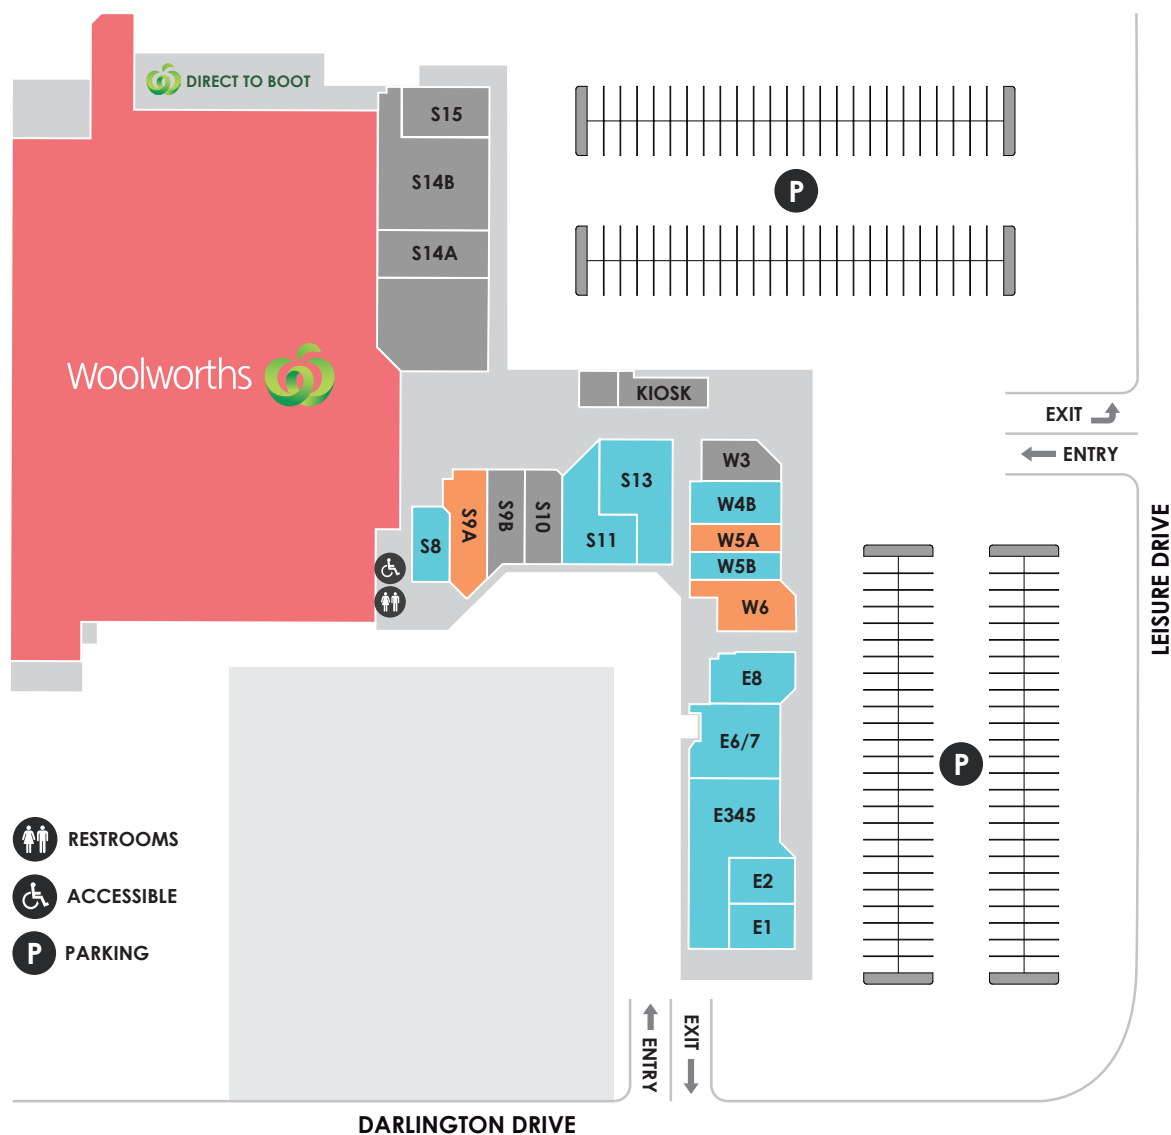 DIRECT TO BOOT
S15
S14B
S14A
P
Woolworths
KIOSK
EXIT
ENTRY
W3
S13
W4B
S9A
S9B
S10
S11
S8
W5A
W5B
W6
LEISURE DRIVE
E8
E6/7
P
E345
RESTROOMS
E2
ACCESSIBLE
E1
P PARKING
ENTRY
EXIT
DARLINGTON DRIVE